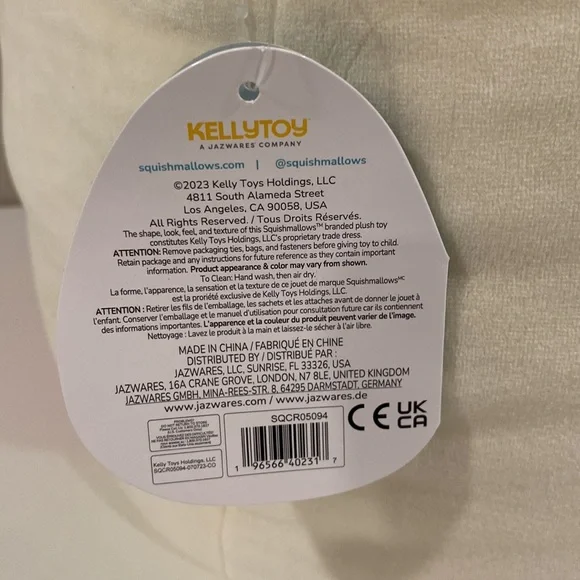 KELLYTOY
A JAZWARES COMPANY
squishmallows.com | @squishmallows
©2023 Kelly Toys Holdings, LLC
4811 South Alameda Street
Los Angeles, CA 90058, USA
All Rights Reserved. / Tous Droits Réservés.
The shape, look, feel, and texture of this Squishmallows™ branded plush toy
constitutes Kelly Toys Holdings, LLC's proprietary trade dress.
ATTENTION: Remove packaging ties, bags, and fasteners before giving toy to child.
Retain package and any instructions for future reference as they contain important
information. Product appearance & color may vary from shown.
To Clean: Hand wash, then air dry.
La forme, l'apparence, la sensation et la texture de ce jouet de marque Squishmallows MC
est la proriété exclusive de Kelly Toys Holdings, LLC.
ATTENTION : Retirer les fils de l'emballage, les sachets et les attaches avant de donner le jouet à
l'enfant. Conserver l'emballage et le manuel d'utilisation pour consultation future car ils contiennent
des informations importantes. L'apparence et la couleur du produit peuvent varier de l'image.
Nettoyage : Lavez le produit à la main et laissez-le sécher à l'air libre.
MADE IN CHINA / FABRIQUÉ EN CHINE
DISTRIBUTED BY / DISTRIBUÉ PAR :
JAZWARES, LLC, SUNRISE, FL 33326, USA
JAZWARES, 16A CRANE GROVE, LONDON, N7 8LE, UNITED KINGDOM
JAZWARES GMBH, MINA-REES-STR. 8, 64295 DARMSTADT, GERMANY
www.jazwares.com / www.jazwares.de
PROBLEMS?
DO NOT RETURN TO STORE
Kelly Toys Holdings, LLC
SQCR05094-070723-CO
SQCR05094
1 96566 40231 7
CE UK
CA